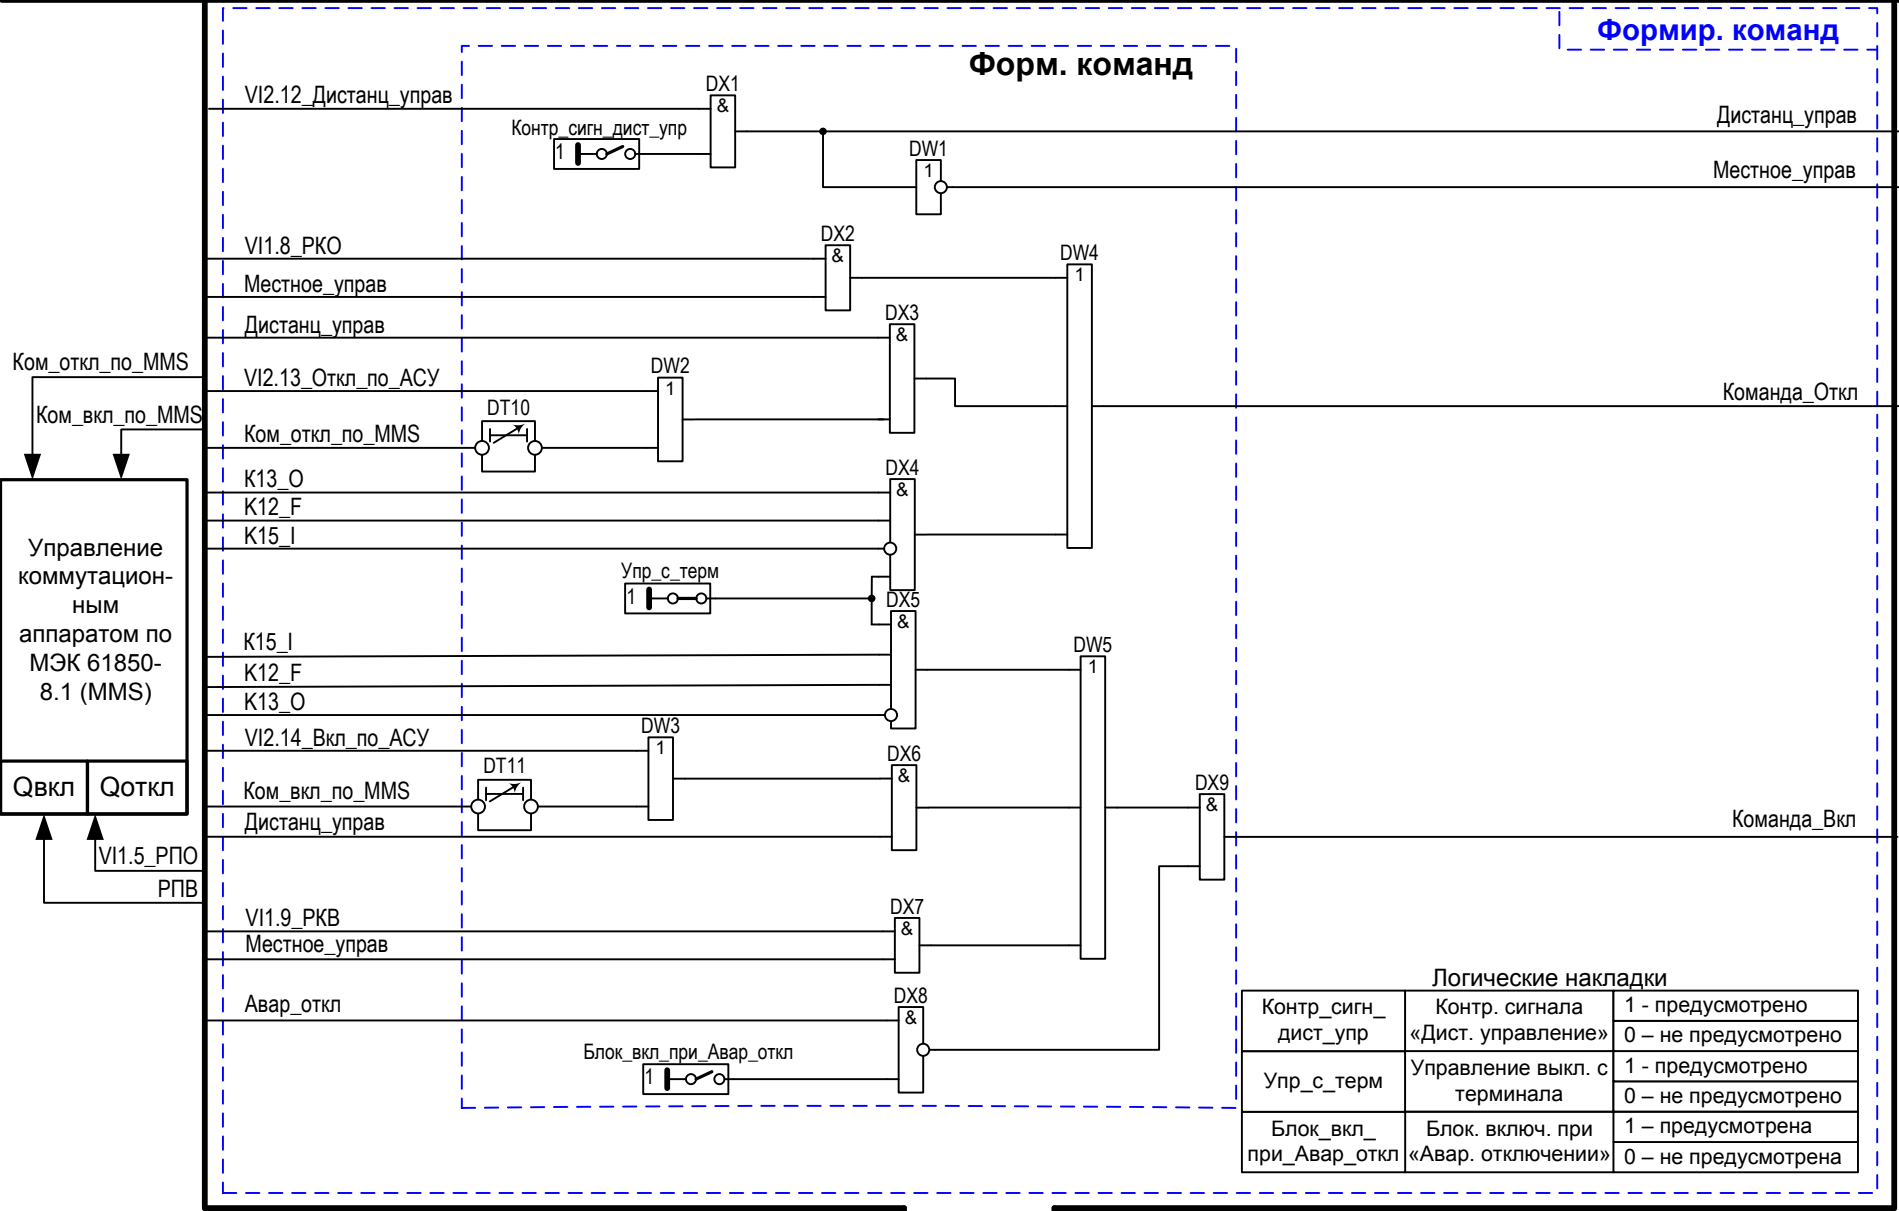 Формир. команд
Форм. команд
VI2.12_Дистанц_управ
DX1
&
Контр_сигн_дист_упр
1
Дистанц_управ
DW1
1
Местное_управ
VI1.8_РКО
DX2
&
Местное_управ
DW4
1
Дистанц_управ
DX3
&
Ком_откл_по_MMS
VI2.13_Откл_по_АСУ
DW2
1
Команда_Откл
Ком_вкл_по_MMS
DT10
Ком_откл_по_MMS
K13_O
DX4
&
K12_F
K15_I
Управление
коммутацион-
ным
аппаратом по
МЭК 61850-
8.1 (MMS)
Упр_с_терм
1
DX5
&
K15_I
K12_F
K13_O
DW5
1
VI2.14_Вкл_по_АСУ
DW3
1
DX6
&
DT11
Qвкл
Qоткл
Ком_вкл_по_MMS
Дистанц_управ
DX9
&
Команда_Вкл
VI1.5_РПО
РПВ
VI1.9_РКВ
DX7
&
Местное_управ
Авар_откл
DX8
&
Блок_вкл_при_Авар_откл
1
Логические накладки
Контр_сигн_
дист_упр
Контр. сигнала
«Дист. управление»
1 - предусмотрено
0 – не предусмотрено
Упр_с_терм
Управление выкл. с
терминала
1 - предусмотрено
0 – не предусмотрено
Блок_вкл_
при_Авар_откл
Блок. включ. при
«Авар. отключении»
1 – предусмотрена
0 – не предусмотрена